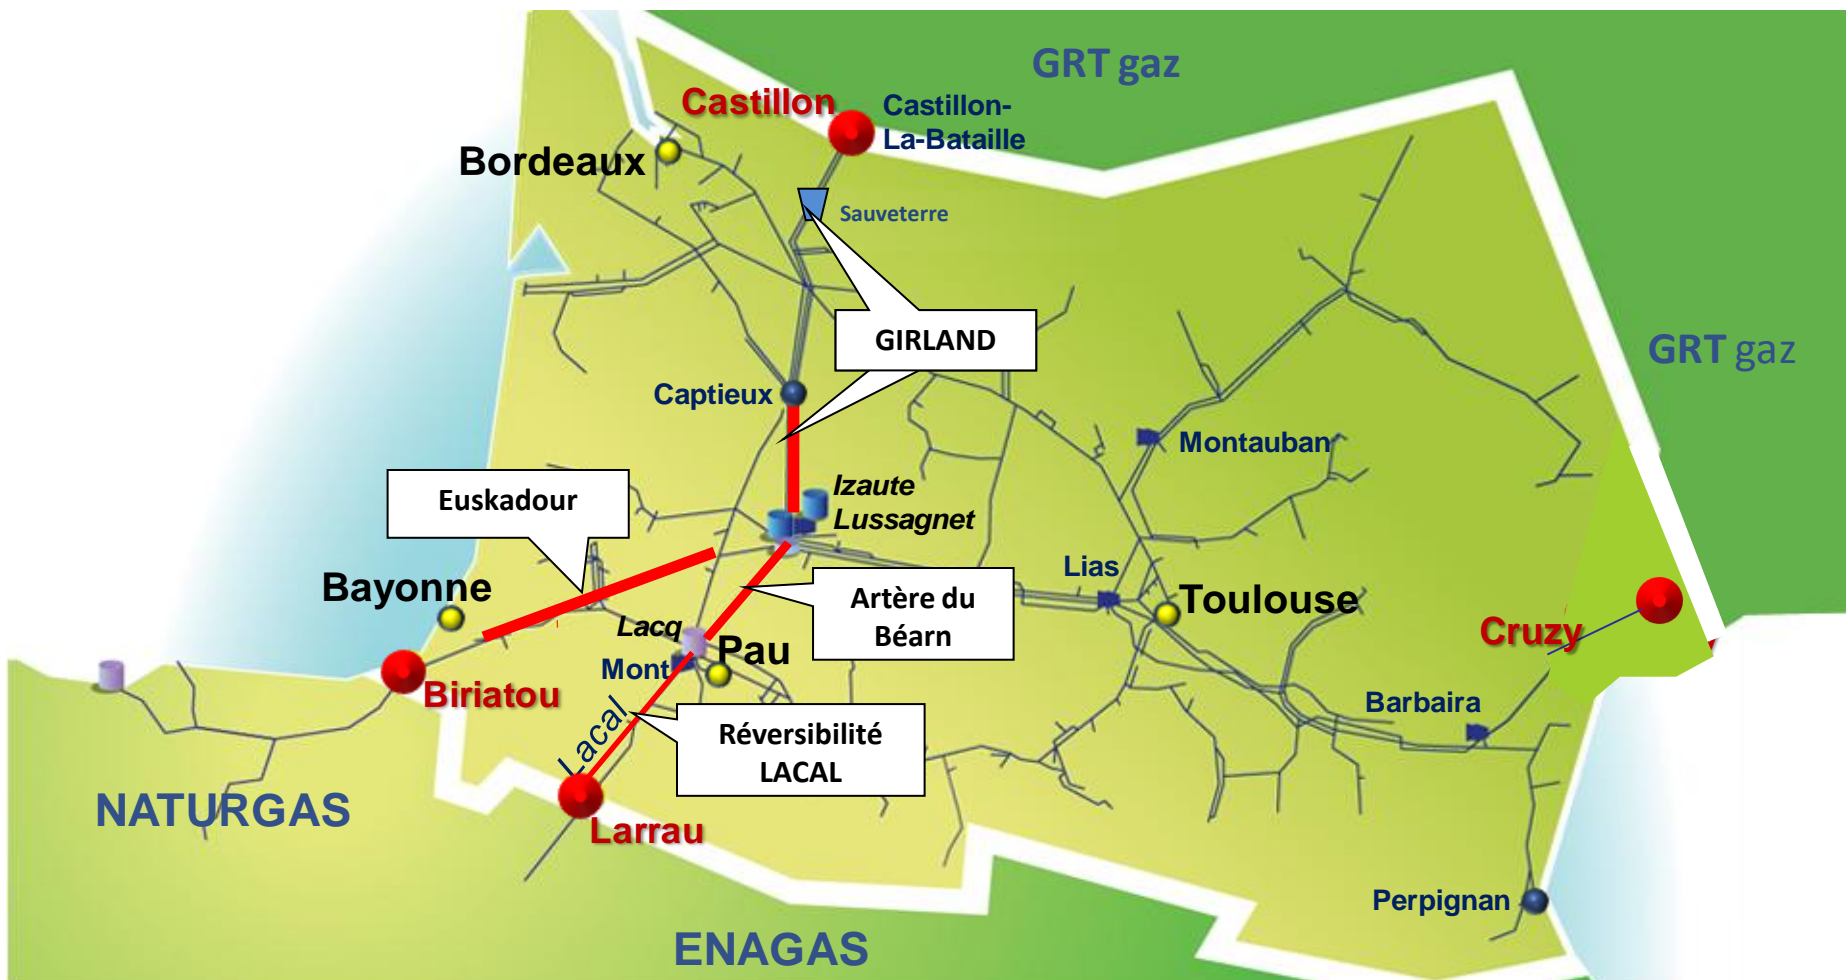 GRT gaz
Castillon
Castillon-
La-Bataille
Bordeaux
Sauveterre
GIRLAND
GRT gaz
Captieux
Montauban
Izaute
Lussagnet
Euskadour
Bayonne
Lias
Toulouse
Artère du
Béarn
Lacq
Pau
Mont
Cruzy
Biriatou
Barbaira
Lacal
Réversibilité
LACAL
NATURGAS
Larrau
Perpignan
ENAGAS